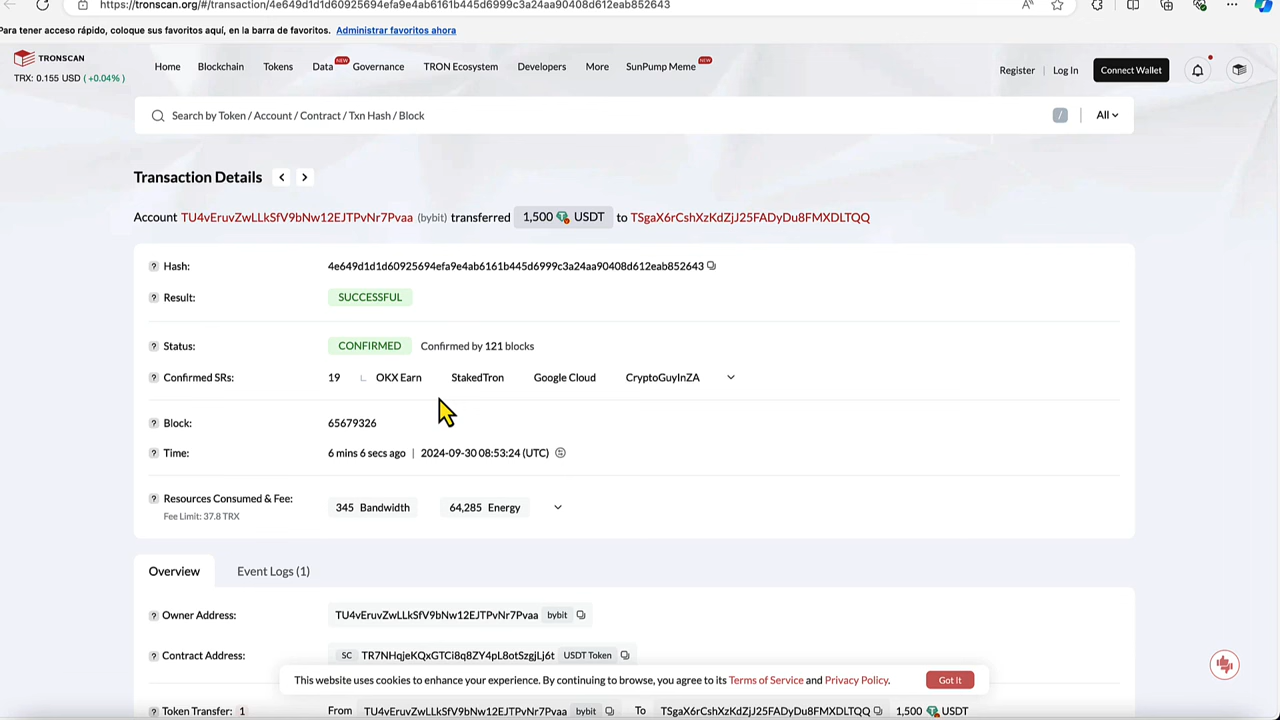 https://tronscan.org/#/transaction/4e649d1d1d60925694efa9e4ab6161b445d6999c3a24aa90408d612eab852643
Para tener acceso rápido, coloque sus favoritos aquí, en la barra de favoritos. Administrar favoritos ahora
TRONSCAN
TRX: 0.155 USD (+0.04%)
Home Blockchain Tokens Data NEW Governance TRON Ecosystem Developers More SunPump Meme NEW
Register | Log In Connect Wallet
Search by Token / Account / Contract / Txn Hash / Block / All
Transaction Details < >
Account TU4vEruvZwLLkSfV9bNw12EJTPvNr7Pvaa (bybit) transferred 1,500 USDT to TSgaX6rCshXzKdZjJ25FADyDu8FMXDLTQQ
? Hash: 4e649d1d1d60925694efa9e4ab6161b445d6999c3a24aa90408d612eab852643
? Result: SUCCESSFUL
? Status: CONFIRMED Confirmed by 121 blocks
? Confirmed SRs: 19 OKX Earn StakedTron Google Cloud CryptoGuyInZA
? Block: 65679326
? Time: 6 mins 6 secs ago | 2024-09-30 08:53:24 (UTC)
? Resources Consumed & Fee: 345 Bandwidth 64,285 Energy
Fee Limit: 37.8 TRX
Overview Event Logs (1)
? Owner Address: TU4vEruvZwLLkSfV9bNw12EJTPvNr7Pvaa bybit
? Contract Address: SC TR7NHqjeKQxGTCi8q8ZY4pL8otSzgjLj6t USDT Token
This website uses cookies to enhance your experience. By continuing to browse, you agree to its Terms of Service and Privacy Policy. Got It
? Token Transfer: 1 From TU4vEruvZwLLkSfV9bNw12EJTPvNr7Pvaa bybit To TSgaX6rCshXzKdZjJ25FADyDu8FMXDLTQQ 1,500 USDT